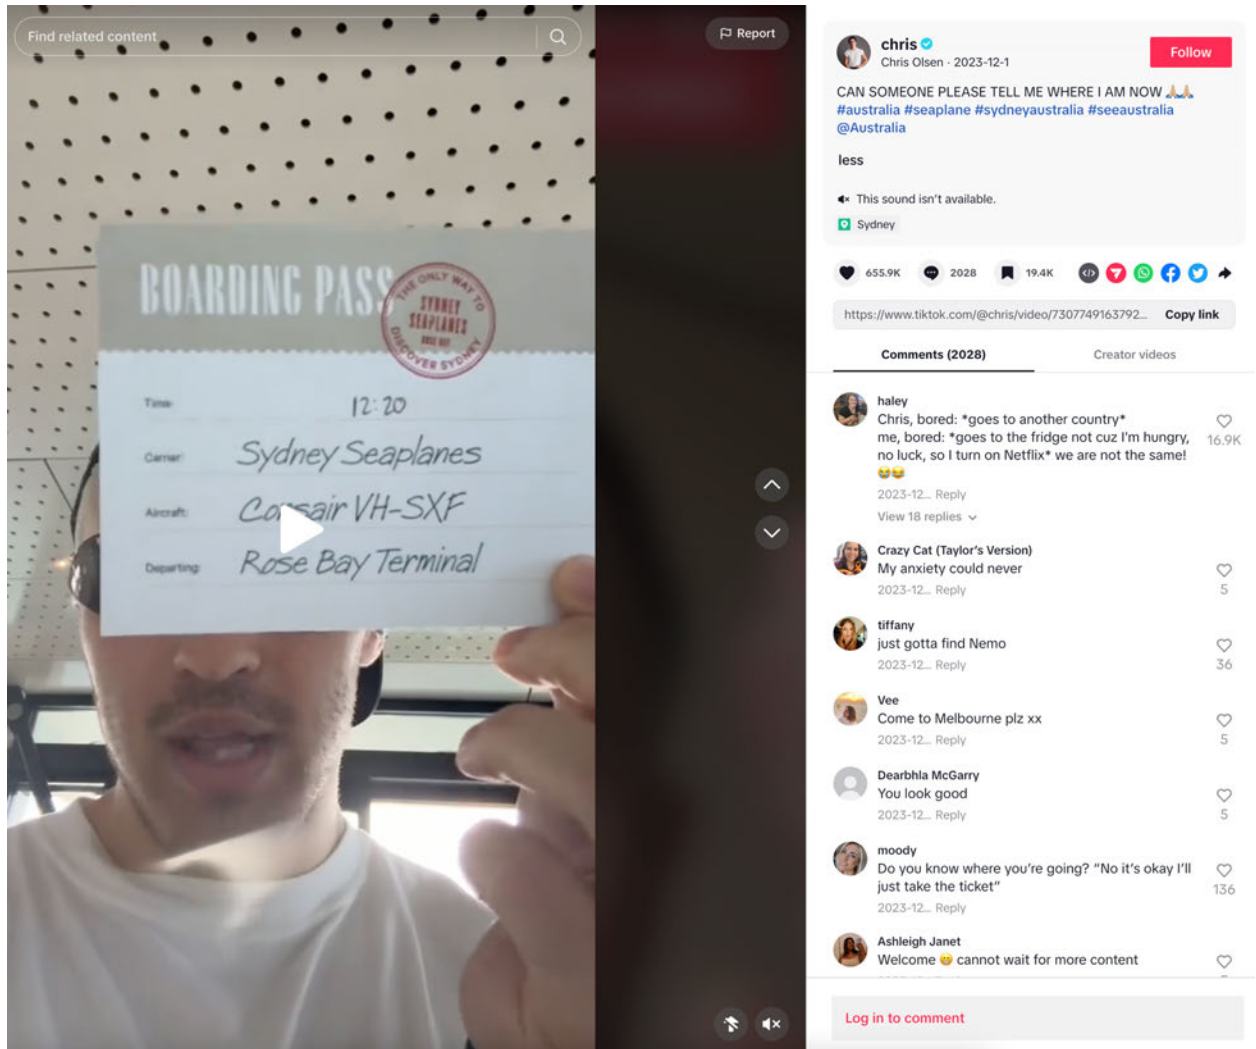 Find related content
Report
BOARDING PASS
THE ONLY WAY TO
SYDNEY
SEAPLANES
ROSE BAY
DISCOVER SYDNEY
Time: 12:20
Carrier: Sydney Seaplanes
Aircraft: Corsair VH-SXF
Departing: Rose Bay Terminal
chris
Chris Olsen · 2023-12-1
Follow
CAN SOMEONE PLEASE TELL ME WHERE I AM NOW 🙏🏼🙏🏼
#australia #seaplane #sydneyaustralia #seeaustralia
@Australia
less
This sound isn't available.
Sydney
655.9K 2028 19.4K
https://www.tiktok.com/@chris/video/7307749163792... Copy link
Comments (2028) Creator videos
haley
Chris, bored: *goes to another country*
me, bored: *goes to the fridge not cuz I'm hungry,
no luck, so I turn on Netflix* we are not the same!
😭😂
16.9K
2023-12... Reply
View 18 replies
Crazy Cat (Taylor's Version)
My anxiety could never
2023-12... Reply
5
tiffany
just gotta find Nemo
2023-12... Reply
36
Vee
Come to Melbourne plz xx
2023-12... Reply
5
Dearbhla McGarry
You look good
2023-12... Reply
5
moody
Do you know where you're going? "No it's okay I'll
just take the ticket"
136
2023-12... Reply
Ashleigh Janet
Welcome 😁 cannot wait for more content
Log in to comment